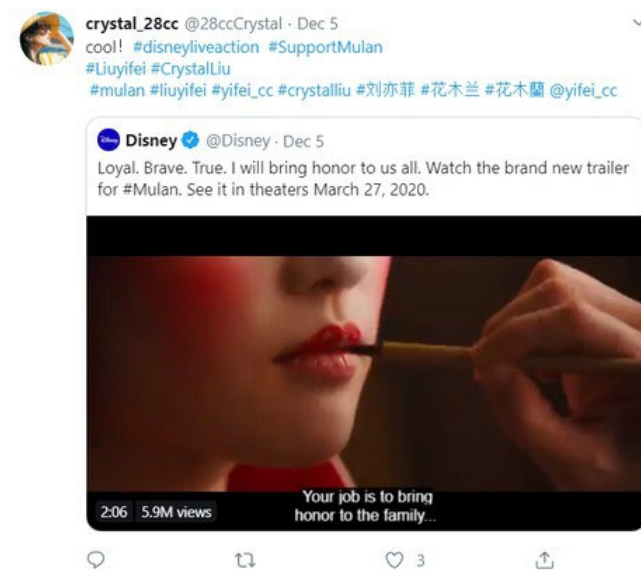 crystal_28cc @28ccCrystal · Dec 5
cool! #disneyliveaction #SupportMulan
#Liuyifei #CrystalLiu
#mulan #liuyifei #yifei_cc #crystalliu #刘亦菲 #花木兰 #花木蘭 @yifei_cc
Disney @Disney · Dec 5
Loyal. Brave. True. I will bring honor to us all. Watch the brand new trailer
for #Mulan. See it in theaters March 27, 2020.
Your job is to bring
honor to the family...
2:06 5.9M views
3